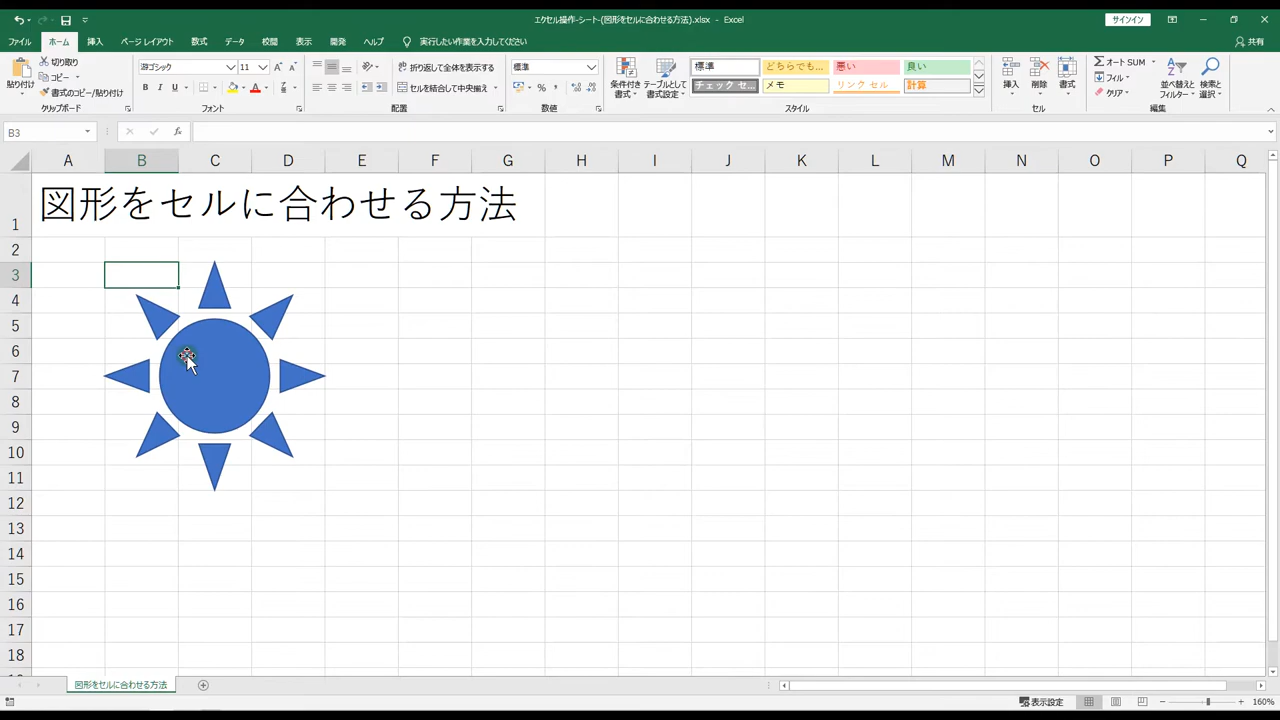 エクセル操作-シート-(図形をセルに合わせる方法).xlsx - Excel
サインイン
ファイル ホーム 挿入 ページ レイアウト 数式 データ 校閲 表示 開発 ヘルプ 実行したい作業を入力してください 共有
貼り付け 切り取り コピー 書式のコピー/貼り付け クリップボード
游ゴシック 11 B I U A A フォント
折り返して全体を表示する セルを結合して中央揃え 配置
標準 % 数値
条件付き書式 テーブルとして書式設定 標準 どちらでも... 悪い 良い
チェック セ... メモ リンク セル 計算 スタイル
挿入 削除 書式 セル
オート SUM フィル クリア 並べ替えとフィルター 検索と選択 編集
B3 fx
A B C D E F G H I J K L M N O P Q
1 図形をセルに合わせる方法
2
3
4
5
6
7
8
9
10
11
12
13
14
15
16
17
18
図形をセルに合わせる方法
表示設定 160%